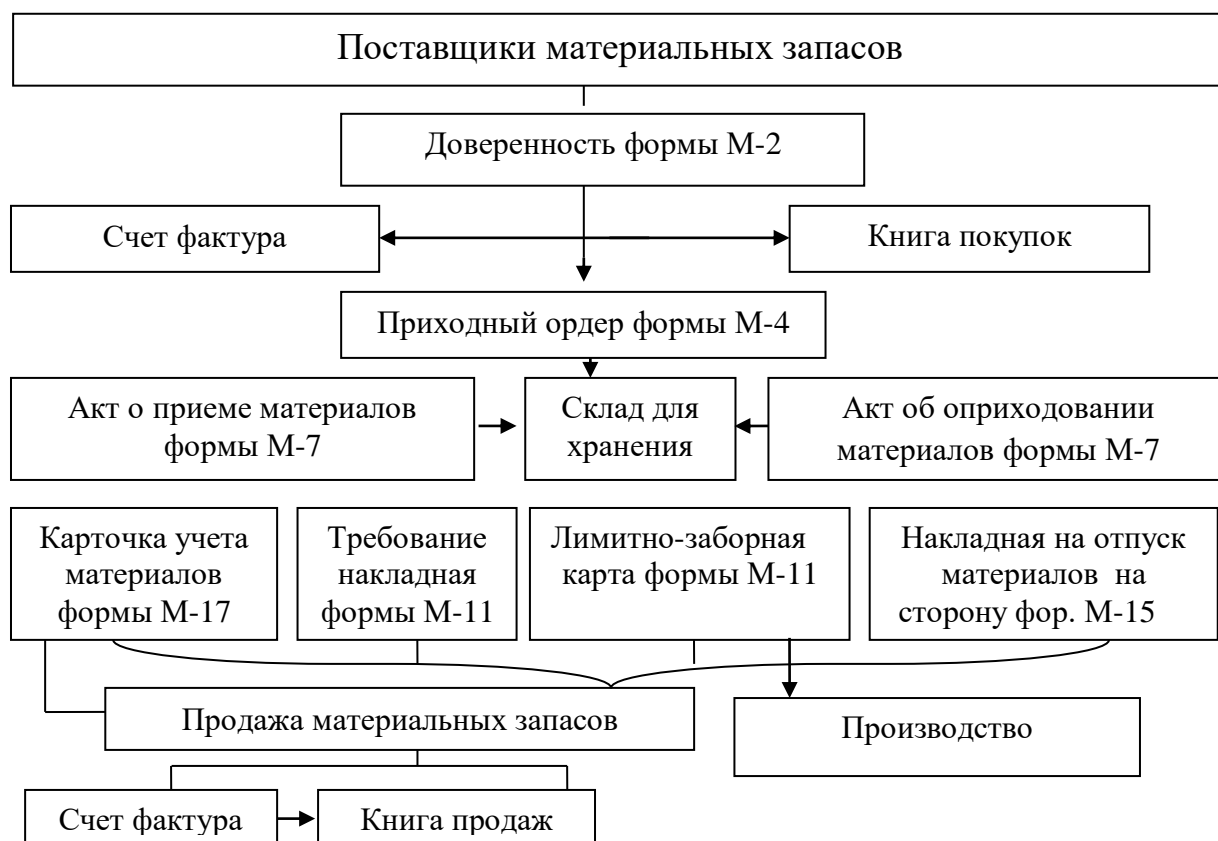 Поставщики материальных запасов
Доверенность формы М-2
Счет фактура
Книга покупок
Приходный ордер формы М-4
Акт о приеме материалов
формы М-7
Склад для
хранения
Акт об оприходовании
материалов формы М-7
Карточка учета
материалов
формы М-17
Требование
накладная
формы М-11
Лимитно-заборная
карта формы М-11
Накладная на отпуск
материалов на
сторону фор. М-15
Продажа материальных запасов
Производство
Счет фактура
Книга продаж